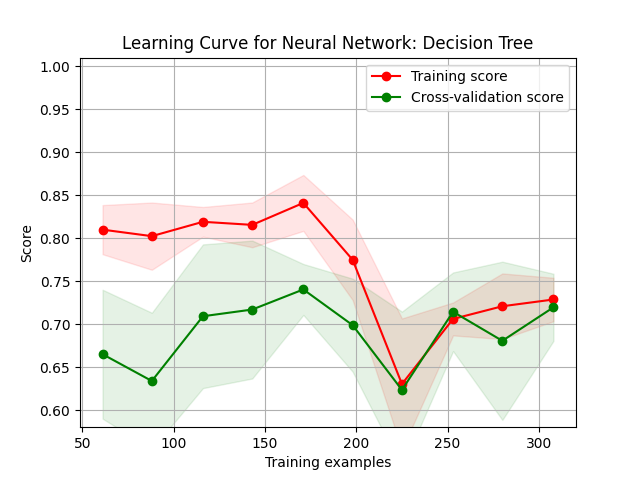 Learning Curve for Neural Network: Decision Tree
Training score
Cross-validation score
1.00
0.95
0.90
0.85
0.80
0.75
0.70
0.65
0.60
Score
50 100 150 200 250 300
Training examples